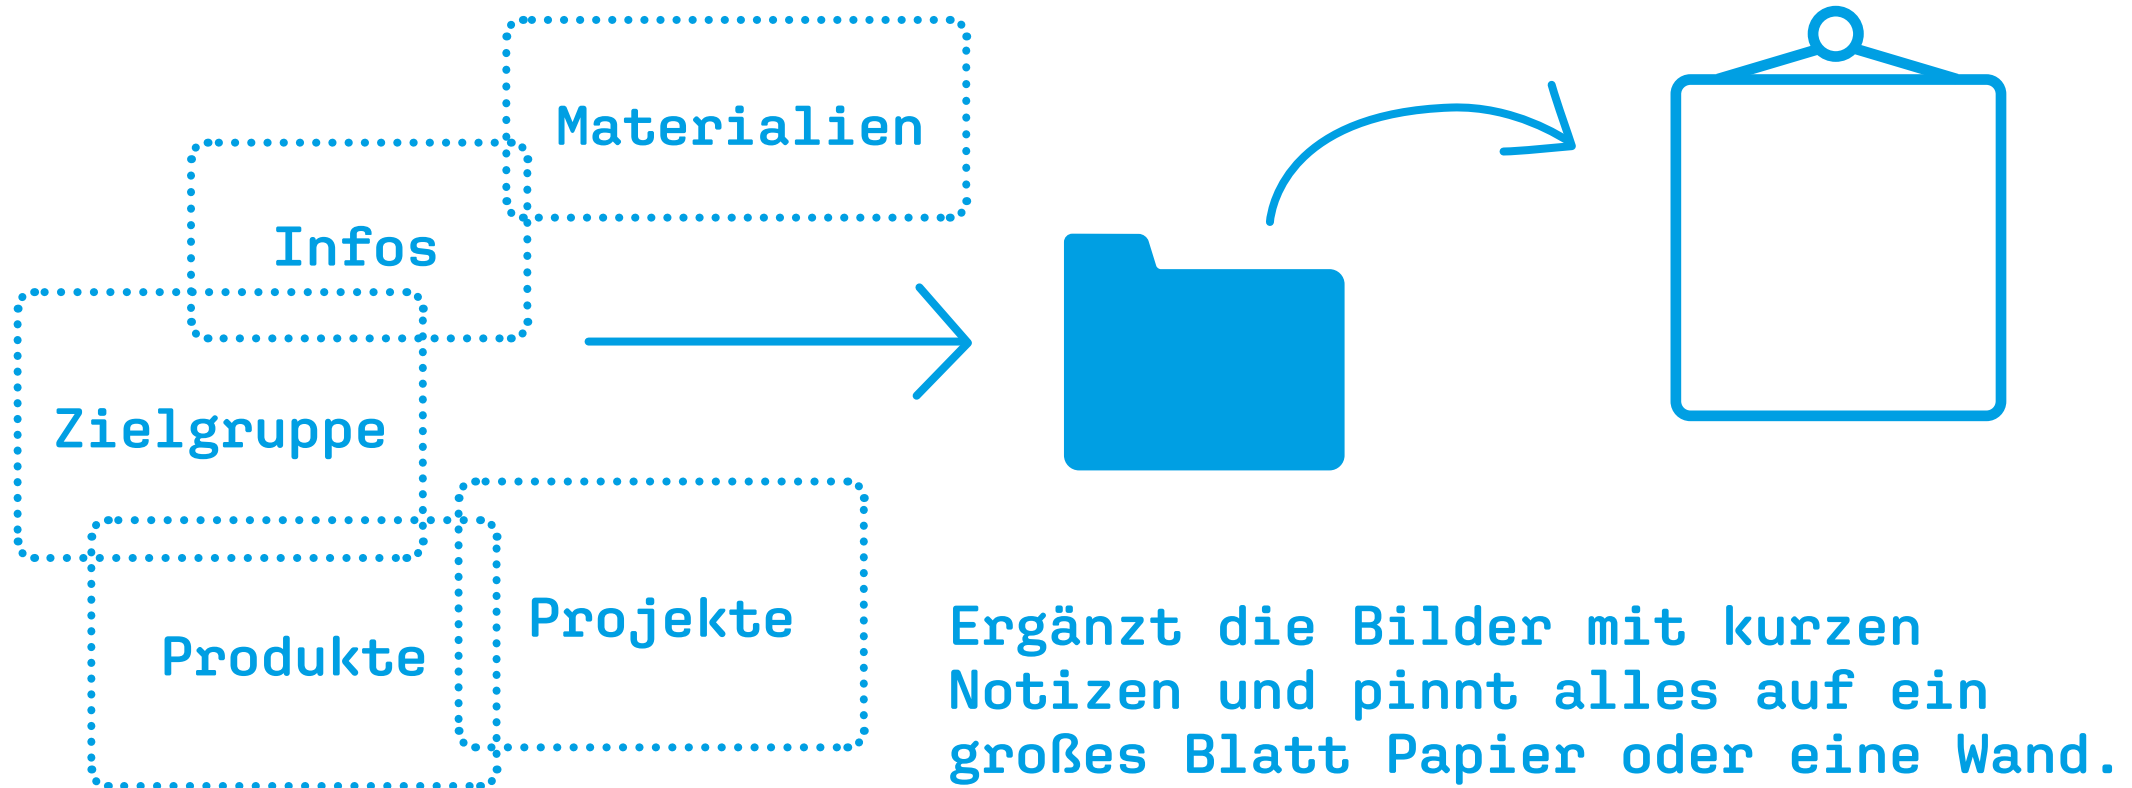 Materialien
Infos
Zielgruppe
Projekte
Produkte
Ergänzt die Bilder mit kurzen
Notizen und pinnt alles auf ein
großes Blatt Papier oder eine Wand.